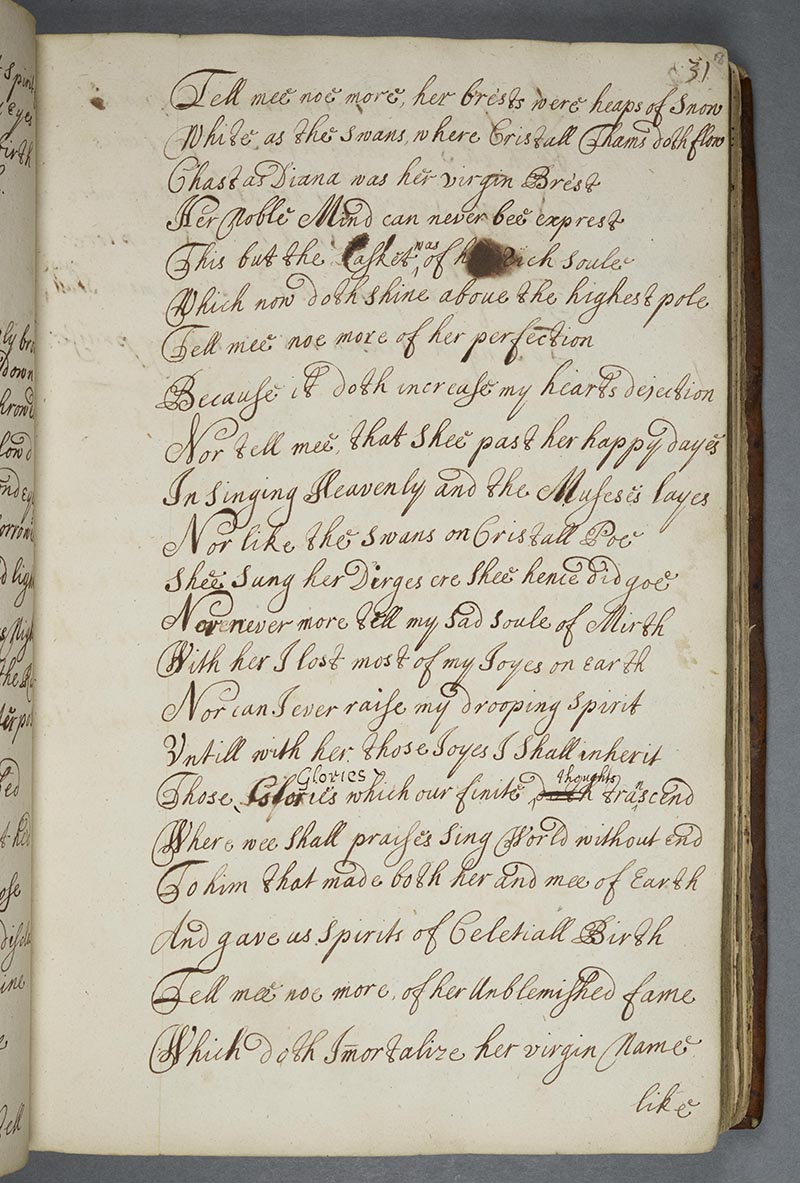 31
Tell mee noe more, her brests were heaps of Snow
White as the swans, where Cristall Thams doth flow
Chast as Diana was her virgin Brest
Her Noble Mind can never bee exprest
This but the Casket was of her Rich soule
Which now doth shine above the highest pole
Tell mee noe more of her perfection
Because it doth increase my hearts dejection
Nor tell mee, that Shee past her happy dayes
In singing Heavenly and the Museses layes
Nor like the swans on Cristall Poe
Shee Sung her Dirges ere Shee hence did goe
Never never more tell my sad soule of Mirth
With her I lost most of my Joyes on earth
Nor can I ever raise my drooping spirit
Untill with her those Joyes I shall inherit
Those Glories which our finite thoughts transcend
Where wee shall praises sing World without end
To him that made both her and mee of Earth
And gave us spirits of Celetiall Birth
Tell mee noe more, of her Unblemished fame
Which doth Imortalize her virgin Name
like